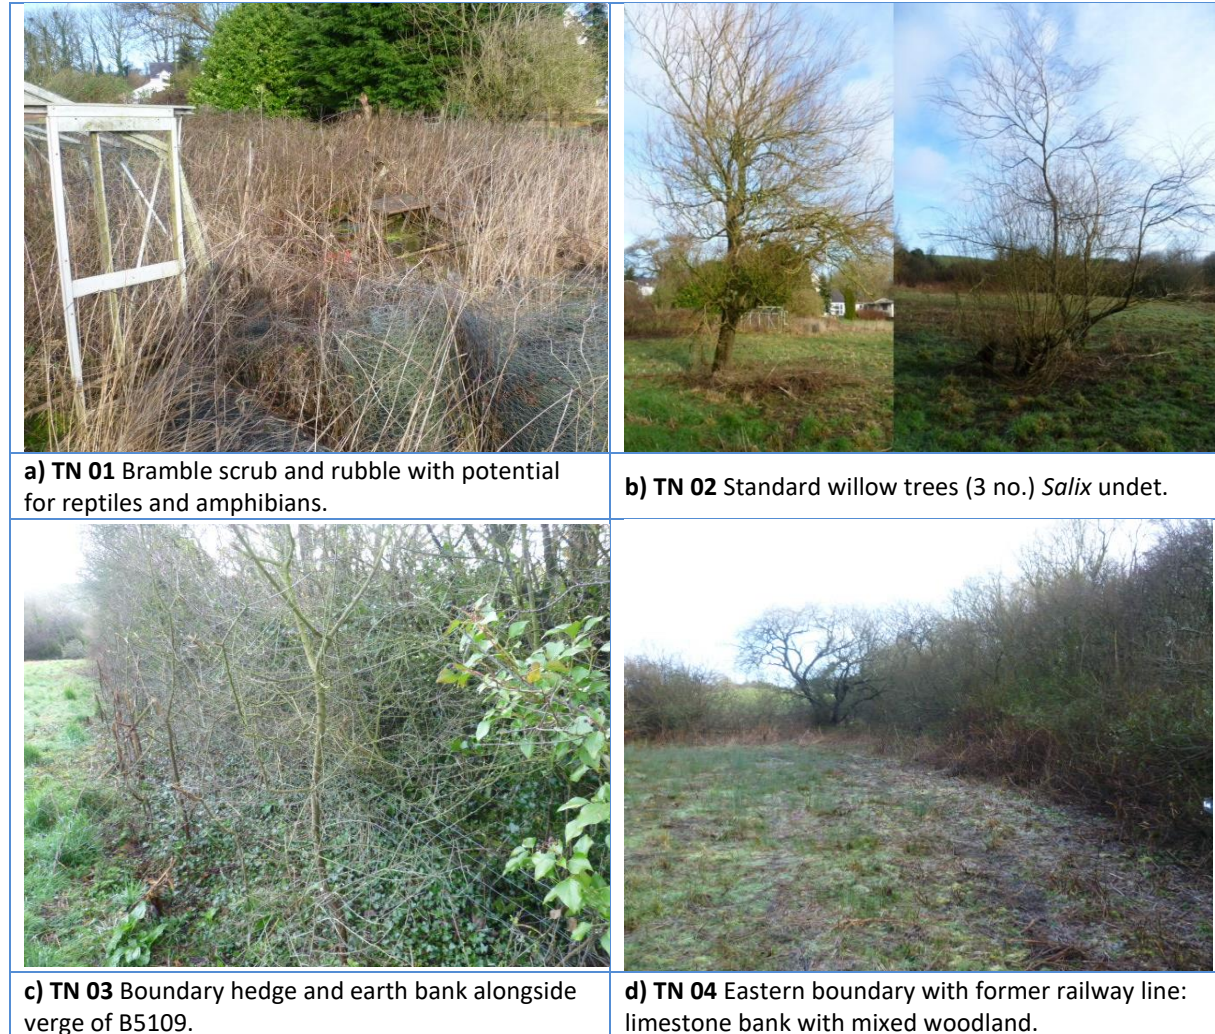 a) TN 01 Bramble scrub and rubble with potential
for reptiles and amphibians.
b) TN 02 Standard willow trees (3 no.) Salix undet.
c) TN 03 Boundary hedge and earth bank alongside
verge of B5109.
d) TN 04 Eastern boundary with former railway line:
limestone bank with mixed woodland.